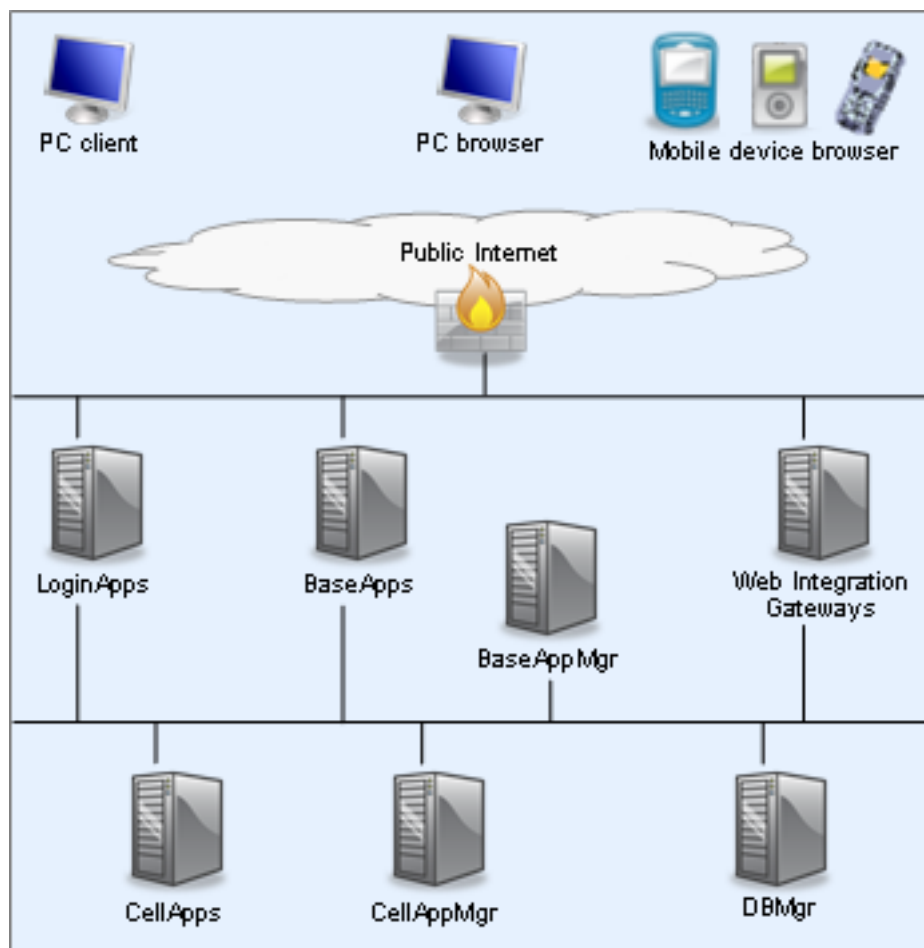 PC client
PC browser
Mobile device browser
Public Internet
LoginApps
BaseApps
Web Integration
Gateways
BaseAppMgr
CellApps
CellAppMgr
DBMgr